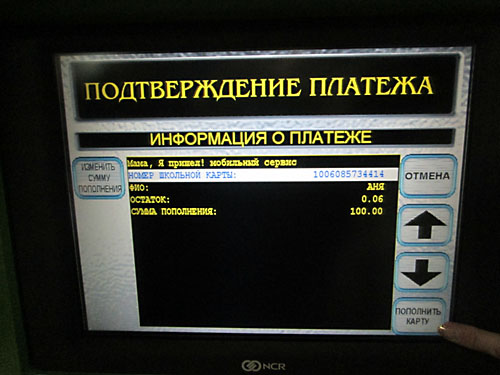 ПОДТВЕРЖДЕНИЕ ПЛАТЕЖА
ИНФОРМАЦИЯ О ПЛАТЕЖЕ
ИЗМЕНИТЬ
СУММУ
ПОПОЛНЕНИЯ
Мама, Я пришел! мобильный сервис
НОМЕР ШКОЛЬНОЙ КАРТЫ: 1006085734414
ФИО: АНЯ
ОСТАТОК: 0.06
СУММА ПОПОЛНЕНИЯ: 100.00
ОТМЕНА
ПОПОЛНИТЬ
КАРТУ
NCR